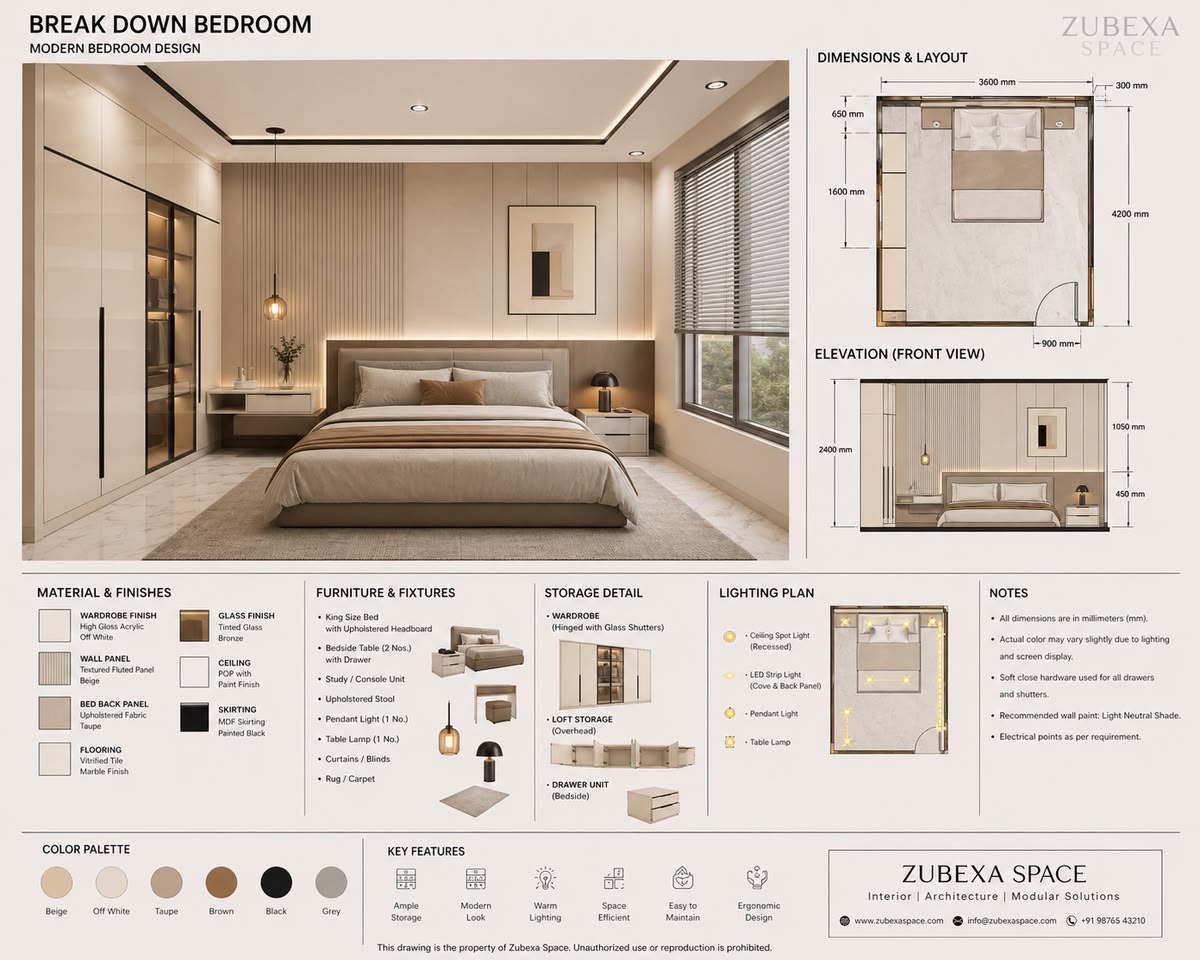 BREAK DOWN BEDROOM
MODERN BEDROOM DESIGN
ZUBEXA
SPACE
DIMENSIONS & LAYOUT
3600 mm
300 mm
650 mm
1600 mm
4200 mm
900 mm
ELEVATION (FRONT VIEW)
2400 mm
1050 mm
450 mm
MATERIAL & FINISHES
WARDROBE FINISH
High Gloss Acrylic
Off White
WALL PANEL
Textured Fluted Panel
Beige
BED BACK PANEL
Upholstered Fabric
Taupe
FLOORING
Vitrified Tile
Marble Finish
GLASS FINISH
Tinted Glass
Bronze
CEILING
POP with
Paint Finish
SKIRTING
MDF Skirting
Painted Black
FURNITURE & FIXTURES
• King Size Bed
with Upholstered Headboard
• Bedside Table (2 Nos.)
with Drawer
• Study / Console Unit
• Upholstered Stool
• Pendant Light (1 No.)
• Table Lamp (1 No.)
• Curtains / Blinds
• Rug / Carpet
STORAGE DETAIL
• WARDROBE
(Hinged with Glass Shutters)
• LOFT STORAGE
(Overhead)
• DRAWER UNIT
(Bedside)
LIGHTING PLAN
• Ceiling Spot Light
(Recessed)
• LED Strip Light
(Cove & Back Panel)
• Pendant Light
• Table Lamp
NOTES
• All dimensions are in millimeters (mm).
• Actual color may vary slightly due to lighting
and screen display.
• Soft close hardware used for all drawers
and shutters.
• Recommended wall paint: Light Neutral Shade.
• Electrical points as per requirement.
COLOR PALETTE
Beige
Off White
Taupe
Brown
Black
Grey
KEY FEATURES
Ample
Storage
Modern
Look
Warm
Lighting
Space
Efficient
Easy to
Maintain
Ergonomic
Design
ZUBEXA SPACE
Interior | Architecture | Modular Solutions
www.zubexaspace.com info@zubexaspace.com +91 98765 43210
This drawing is the property of Zubexa Space. Unauthorized use or reproduction is prohibited.